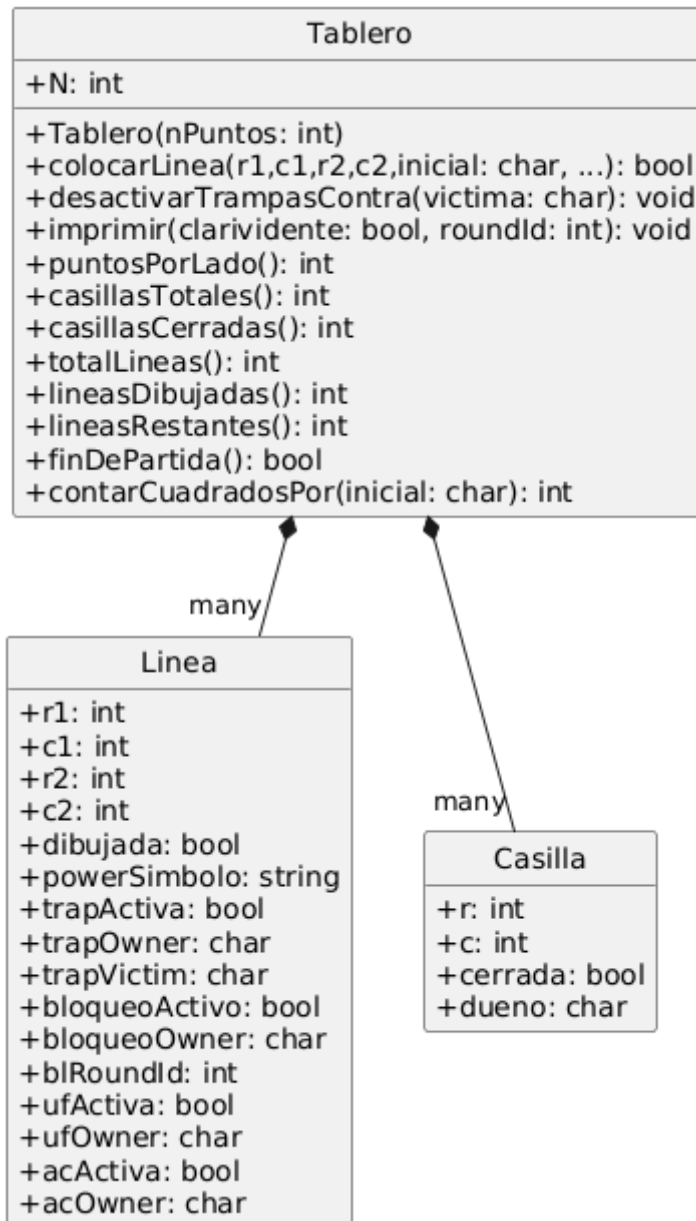 Tablero
+N: int
+Tablero(nPuntos: int)
+colocarLinea(r1,c1,r2,c2,inicial: char, ...): bool
+desactivarTrampasContra(victima: char): void
+imprimir(clarividente: bool, roundId: int): void
+puntosPorLado(): int
+casillasTotales(): int
+casillasCerradas(): int
+totalLineas(): int
+lineasDibujadas(): int
+lineasRestantes(): int
+finDePartida(): bool
+contarCuadradosPor(inicial: char): int
many
many
Linea
+r1: int
+c1: int
+r2: int
+c2: int
+dibujada: bool
+powerSimbolo: string
+trapActiva: bool
+trapOwner: char
+trapVictim: char
+bloqueoActivo: bool
+bloqueoOwner: char
+blRoundId: int
+ufActiva: bool
+ufOwner: char
+acActiva: bool
+acOwner: char
Casilla
+r: int
+c: int
+cerrada: bool
+dueno: char